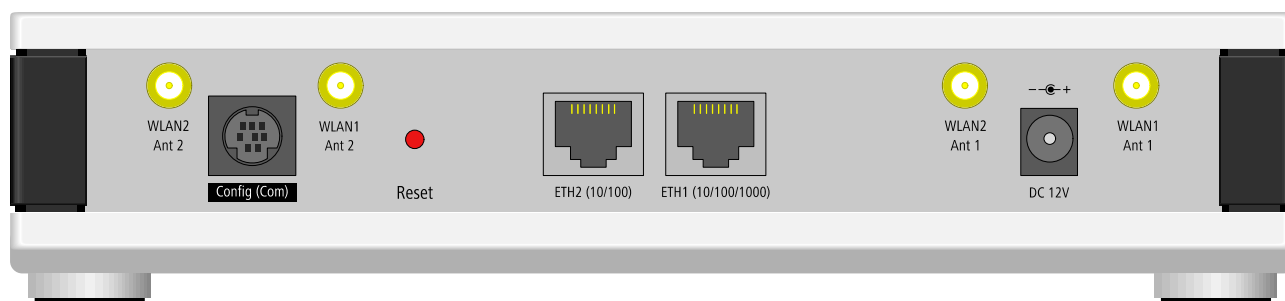 WLAN2
Ant 2
Config (Com)
WLAN1
Ant 2
Reset
ETH2 (10/100)
ETH1 (10/100/1000)
WLAN2
Ant 1
DC 12V
WLAN1
Ant 1